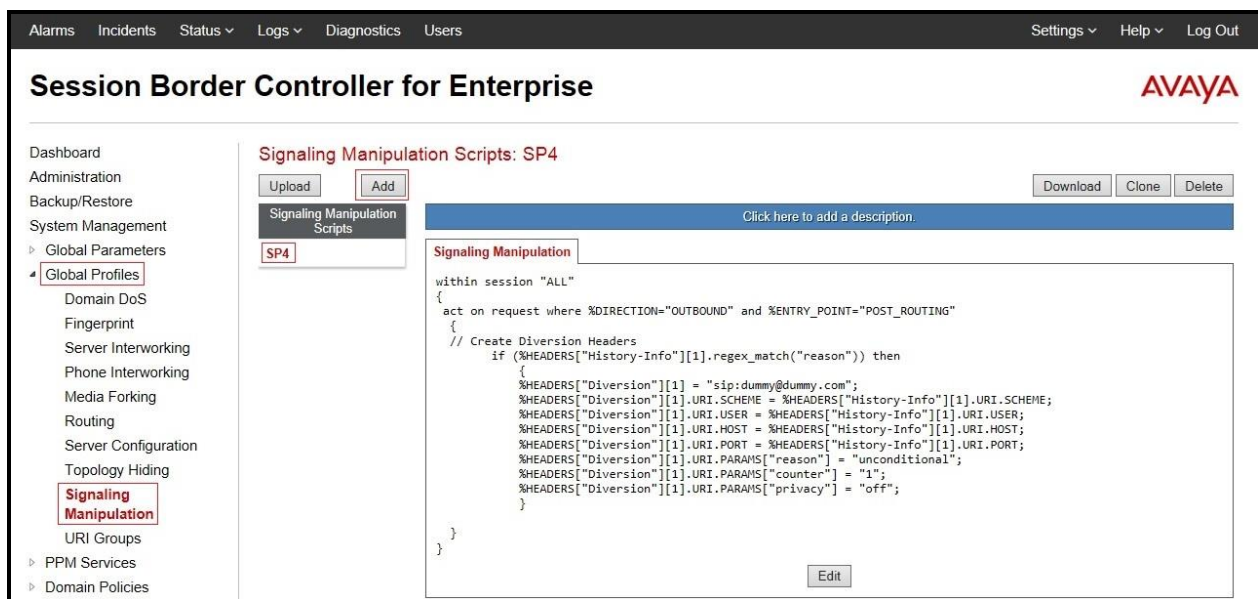 Alarms Incidents Status Logs Diagnostics Users Settings Help Log Out
Session Border Controller for Enterprise
AVAYA
Dashboard
Administration
Backup/Restore
System Management
Global Parameters
Global Profiles
Domain DoS
Fingerprint
Server Interworking
Phone Interworking
Media Forking
Routing
Server Configuration
Topology Hiding
Signaling
Manipulation
URI Groups
PPM Services
Domain Policies
Signaling Manipulation Scripts: SP4
Upload Add Download Clone Delete
Signaling Manipulation
Scripts
SP4
Click here to add a description.
Signaling Manipulation
within session "ALL"
{
act on request where %DIRECTION="OUTBOUND" and %ENTRY_POINT="POST_ROUTING"
{
// Create Diversion Headers
if (%HEADERS["History-Info"][1].regex_match("reason")) then
{
%HEADERS["Diversion"][1] = "sip:dummy@dummy.com";
%HEADERS["Diversion"][1].URI.SCHEME = %HEADERS["History-Info"][1].URI.SCHEME;
%HEADERS["Diversion"][1].URI.USER = %HEADERS["History-Info"][1].URI.USER;
%HEADERS["Diversion"][1].URI.HOST = %HEADERS["History-Info"][1].URI.HOST;
%HEADERS["Diversion"][1].URI.PORT = %HEADERS["History-Info"][1].URI.PORT;
%HEADERS["Diversion"][1].URI.PARAMS["reason"] = "unconditional";
%HEADERS["Diversion"][1].URI.PARAMS["counter"] = "1";
%HEADERS["Diversion"][1].URI.PARAMS["privacy"] = "off";
}
}
}
Edit